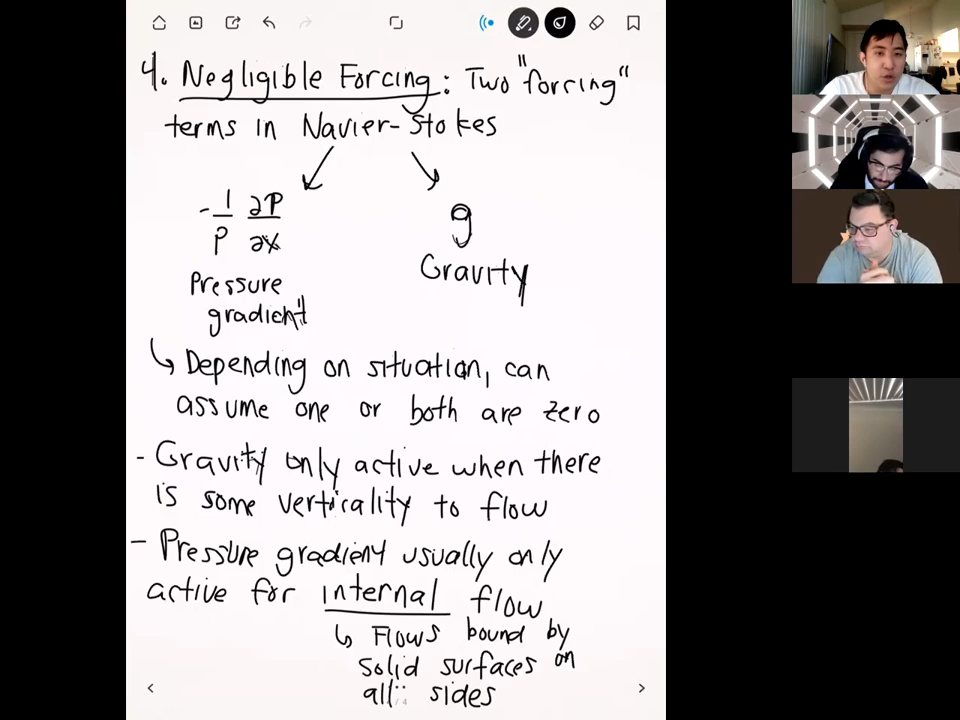 4. Negligible Forcing: Two "forcing"
terms in Navier-Stokes
-1/ρ ∂P/∂x
g
Gravity
Pressure
gradient
↳ Depending on situation, can
assume one or both are zero
- Gravity only active when there
is some verticality to flow
- Pressure gradient usually only
active for internal flow
↳ Flows bound by
solid surfaces on
all sides
/ 4